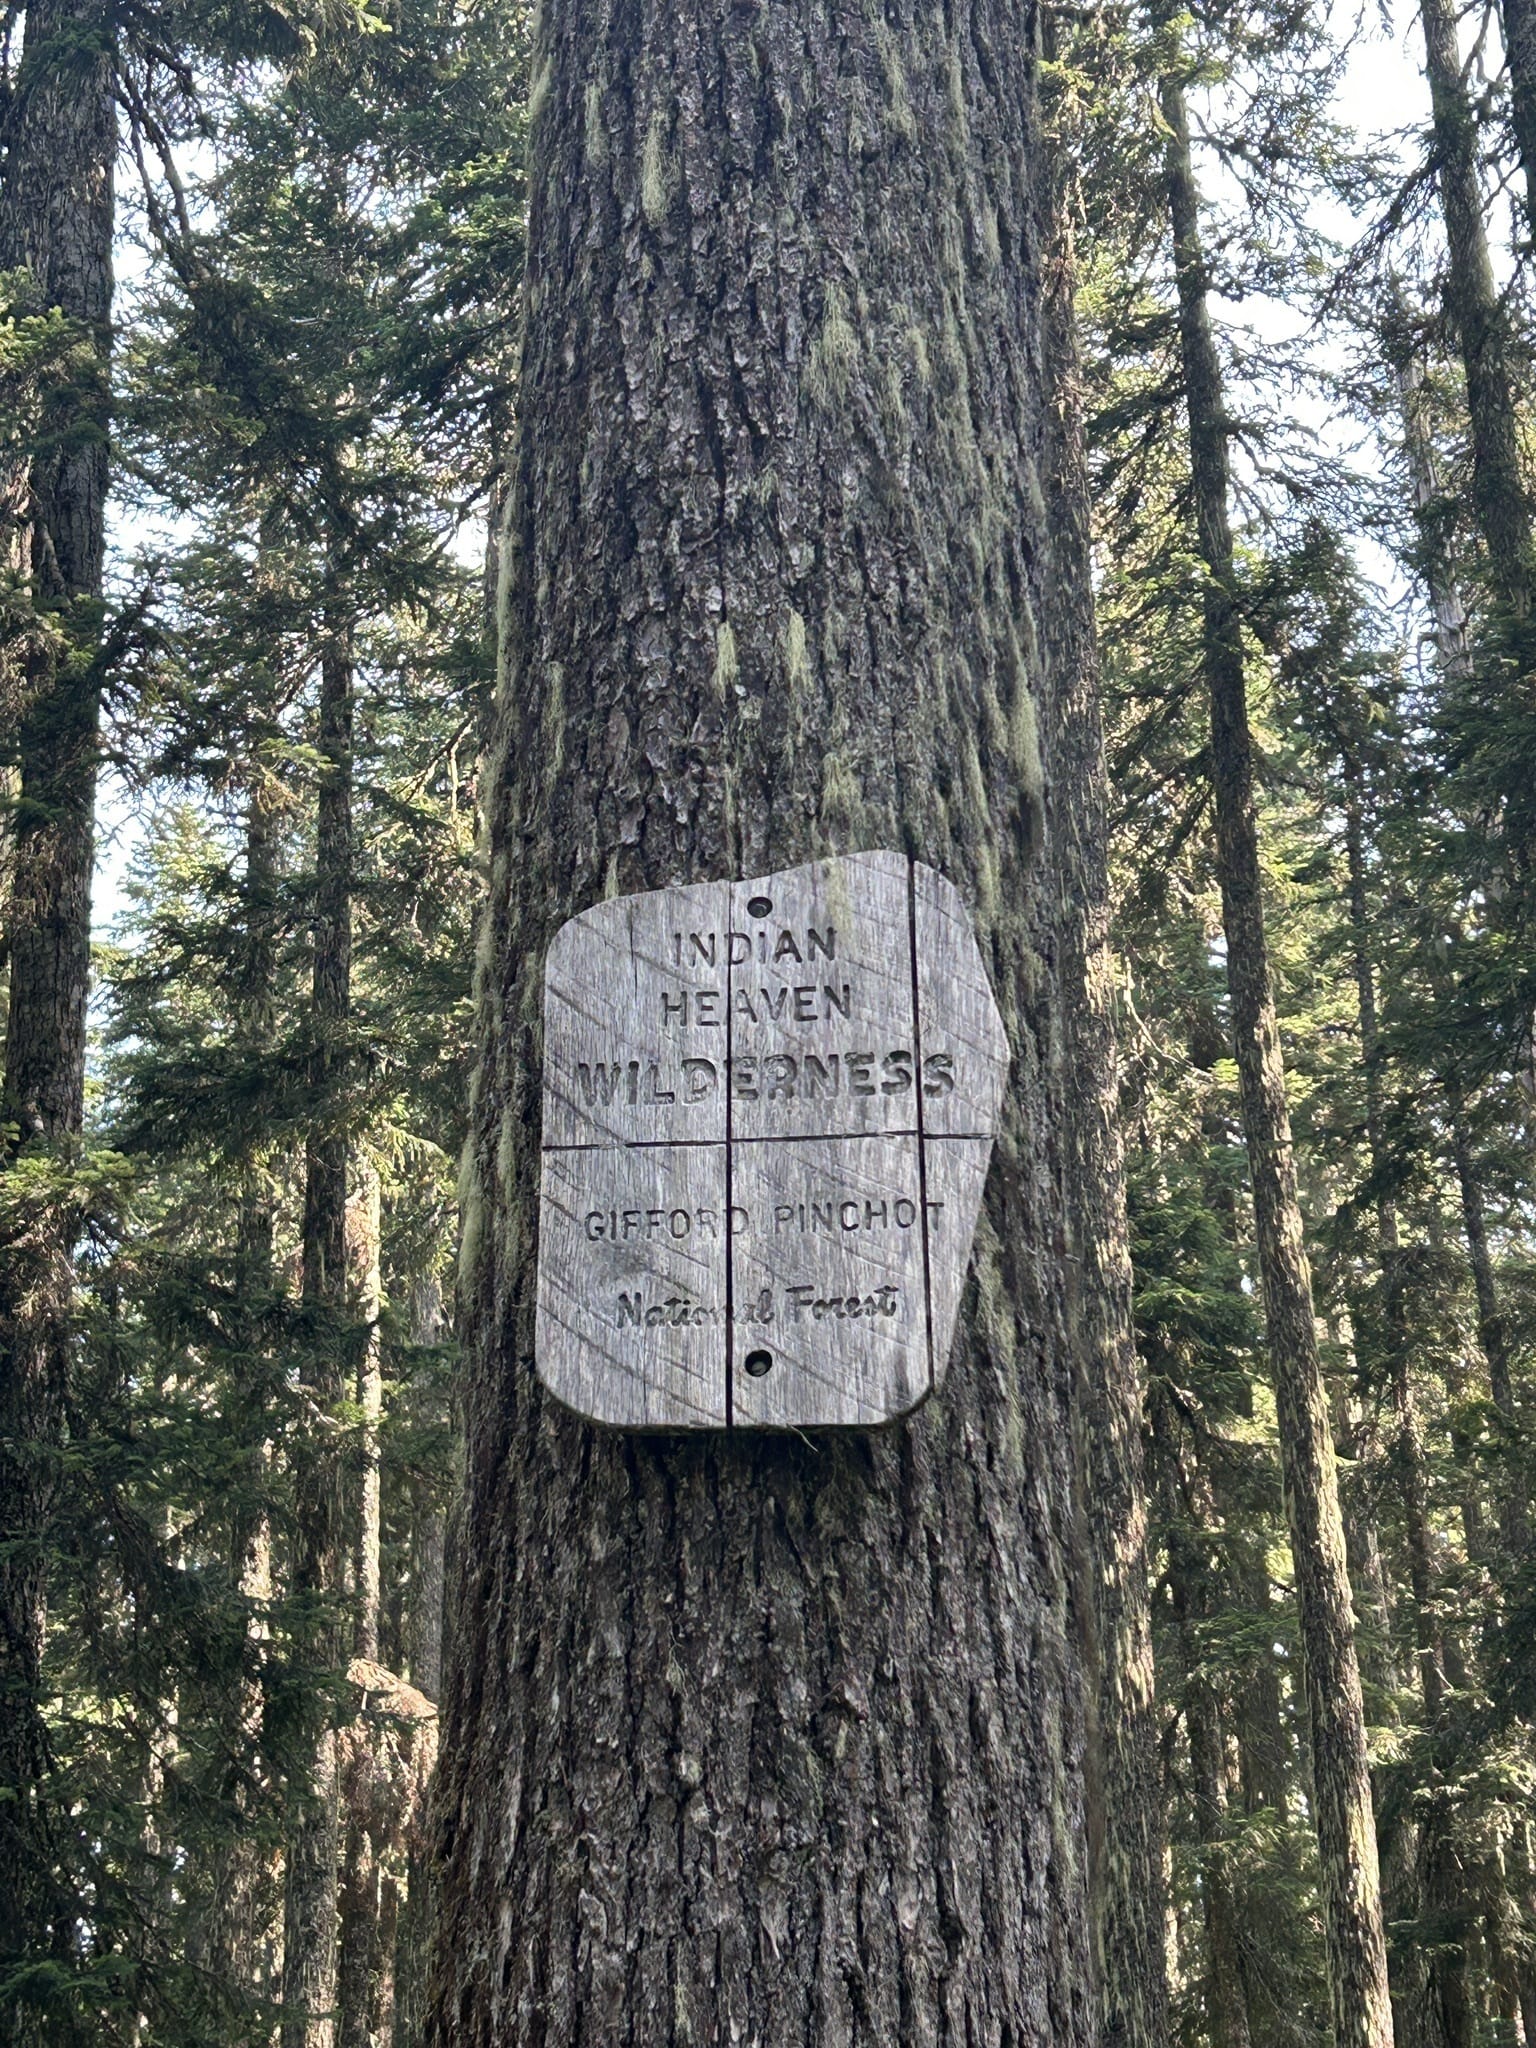 INDIAN
HEAVEN
WILDERNESS
GIFFORD PINCHOT
National Forest